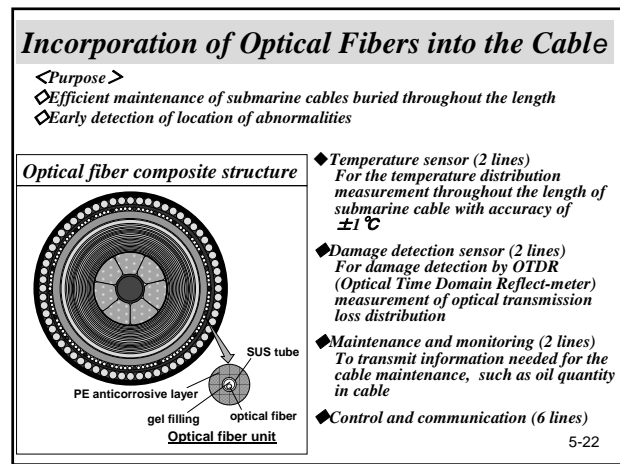 Incorporation of Optical Fibers into the Cable
<Purpose>
◇Efficient maintenance of submarine cables buried throughout the length
◇Early detection of location of abnormalities
Optical fiber composite structure
SUS tube
PE anticorrosive layer
gel filling
optical fiber
Optical fiber unit
◆Temperature sensor (2 lines)
For the temperature distribution
measurement throughout the length of
submarine cable with accuracy of
±1℃
◆Damage detection sensor (2 lines)
For damage detection by OTDR
(Optical Time Domain Reflect-meter)
measurement of optical transmission
loss distribution
◆Maintenance and monitoring (2 lines)
To transmit information needed for the
cable maintenance, such as oil quantity
in cable
◆Control and communication (6 lines)
5-22